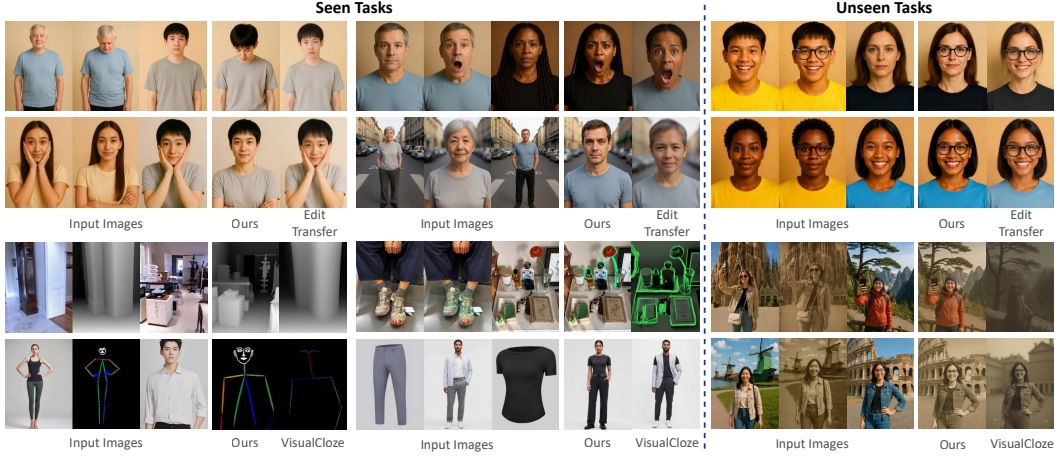 Seen Tasks
Unseen Tasks
Input Images
Ours
Edit
Transfer
Input Images
Ours
Edit
Transfer
Input Images
Ours
Edit
Transfer
Input Images
Ours
VisualCloze
Input Images
Ours
VisualCloze
Input Images
Ours
VisualCloze